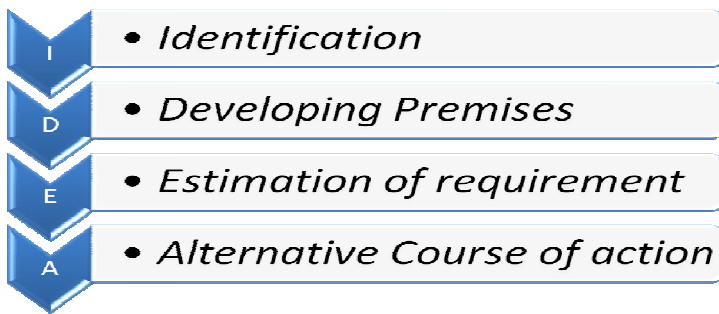 I • Identification
D • Developing Premises
E • Estimation of requirement
A • Alternative Course of action